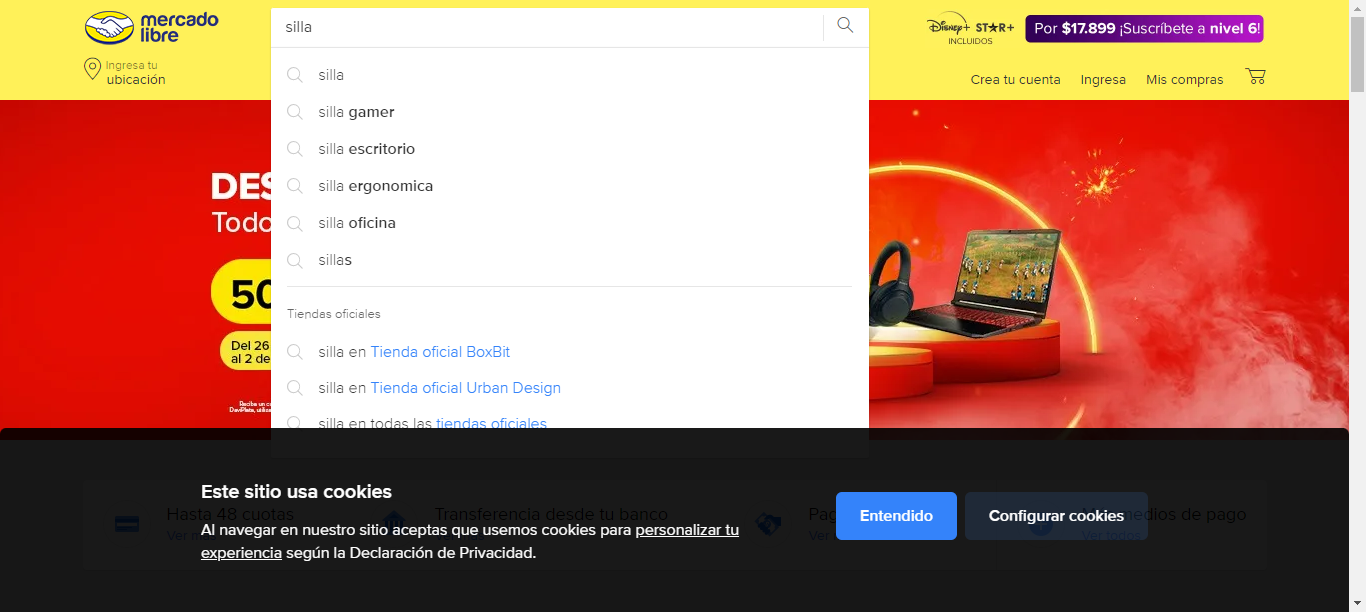 mercado
libre
silla
Disney+ STAR+
INCLUIDOS
Por $17.899 ¡Suscríbete a nivel 6!
Ingresa tu
ubicación
Crea tu cuenta
Ingresa
Mis compras
silla
silla gamer
silla escritorio
silla ergonomica
silla oficina
sillas
Tiendas oficiales
silla en Tienda oficial BoxBit
silla en Tienda oficial Urban Design
silla en todas las tiendas oficiales
DES
Todo
50
Del 26
al 2 de
Este sitio usa cookies
Al navegar en nuestro sitio aceptas que usemos cookies para personalizar tu
experiencia según la Declaración de Privacidad.
Entendido
Configurar cookies
Hasta 48 cuotas
Ver más
Transferencia desde tu banco
Pag
Ver
medios de pago
Ver todos